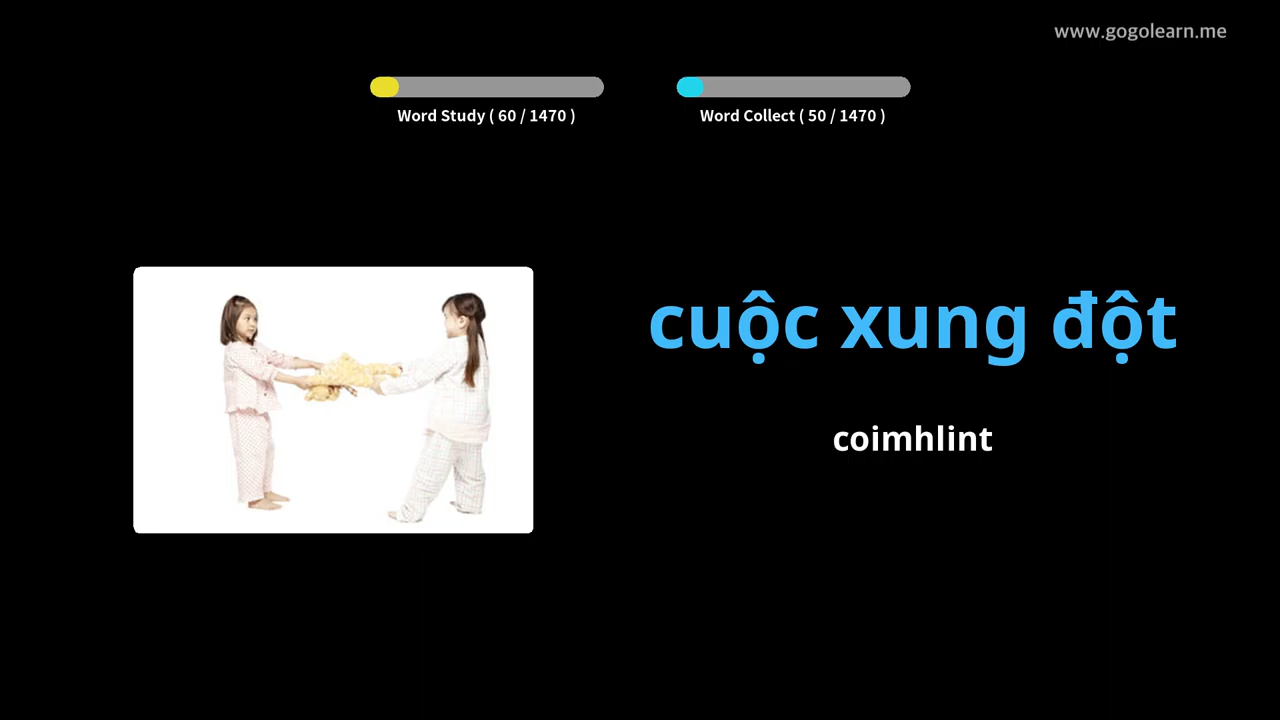 www.gogolearn.me
Word Study ( 60 / 1470 )
Word Collect ( 50 / 1470 )
cuộc xung đột
coimhlint